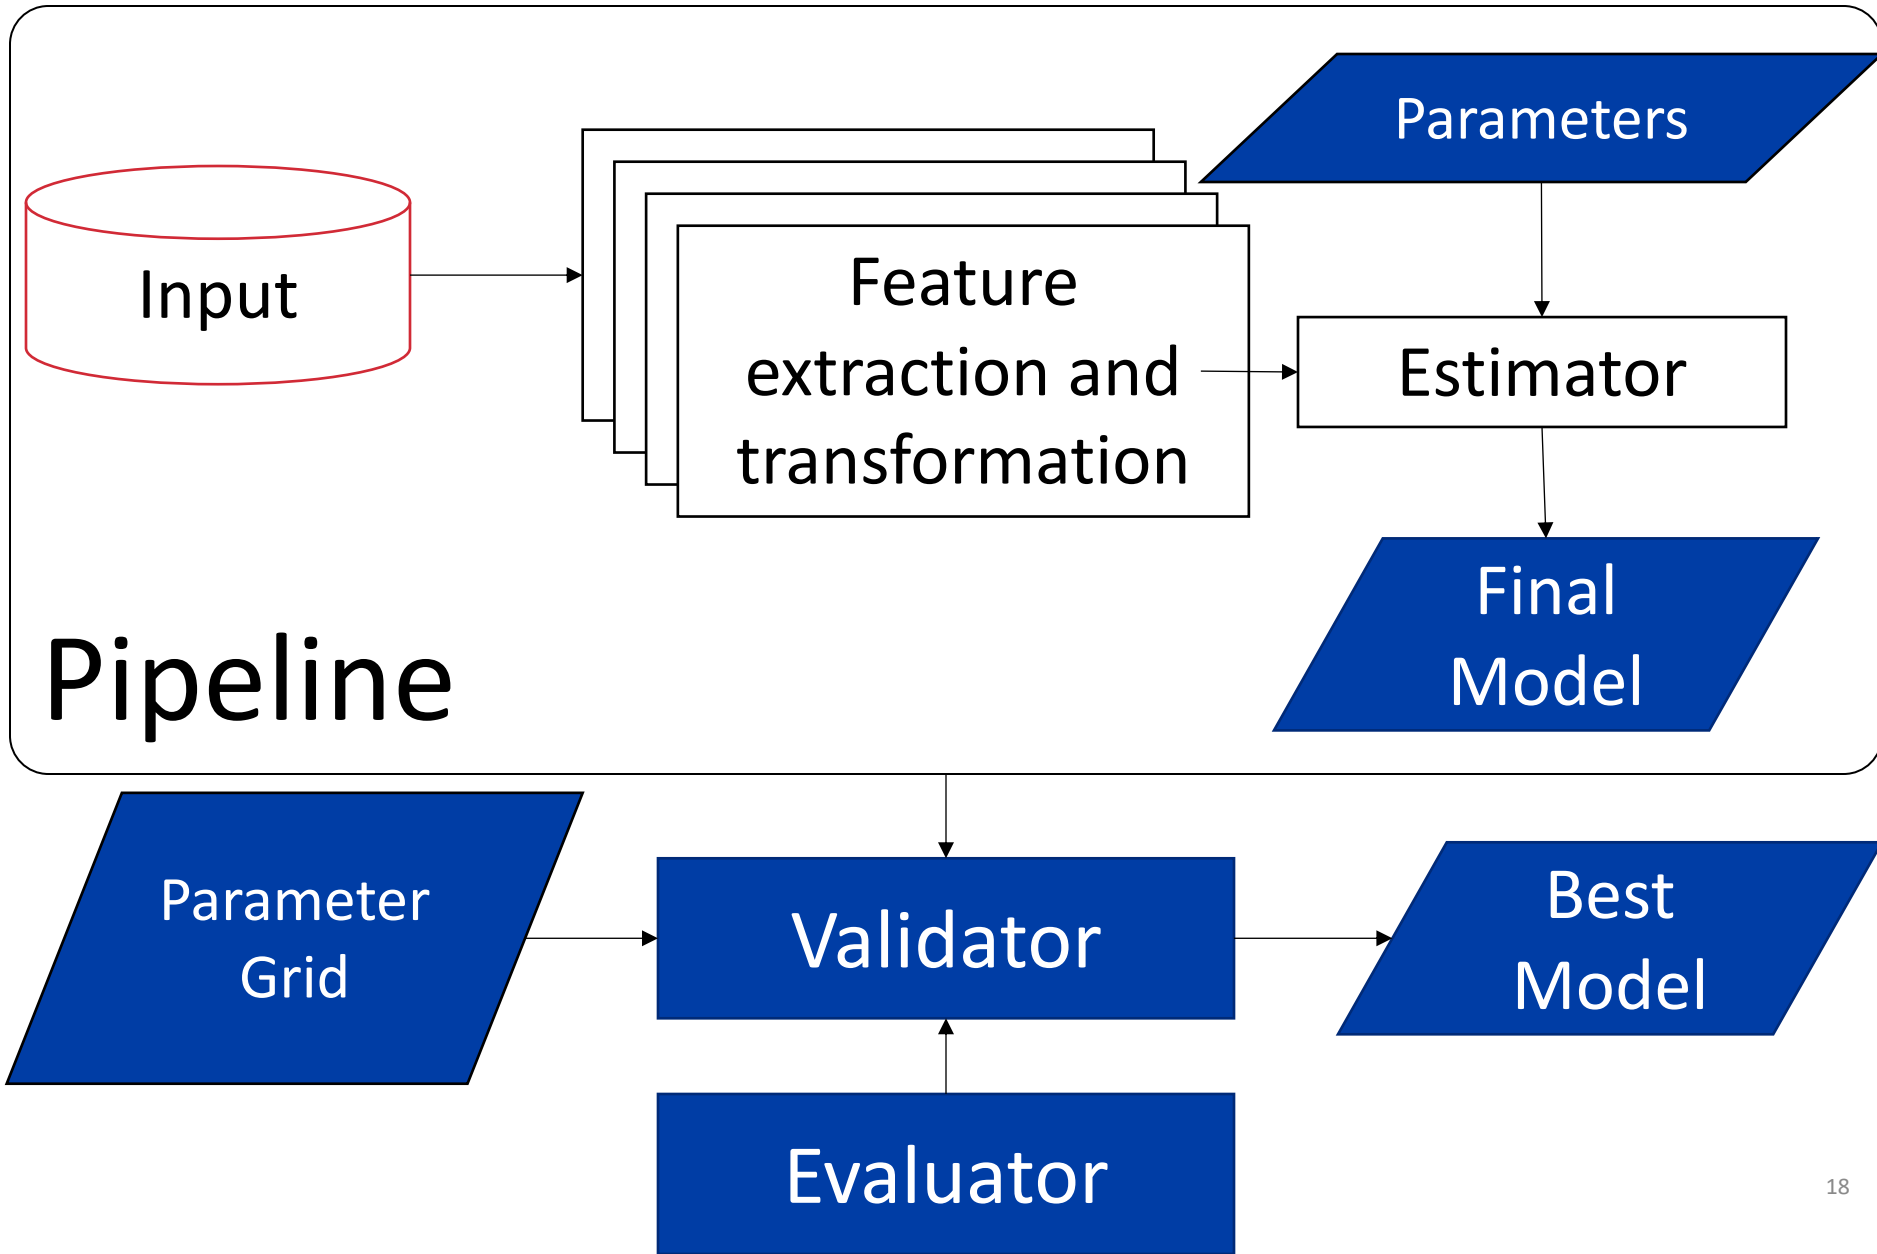 Parameters
Input
Feature
extraction and
transformation
Estimator
Final
Model
Pipeline
Parameter
Grid
Validator
Best
Model
Evaluator
18